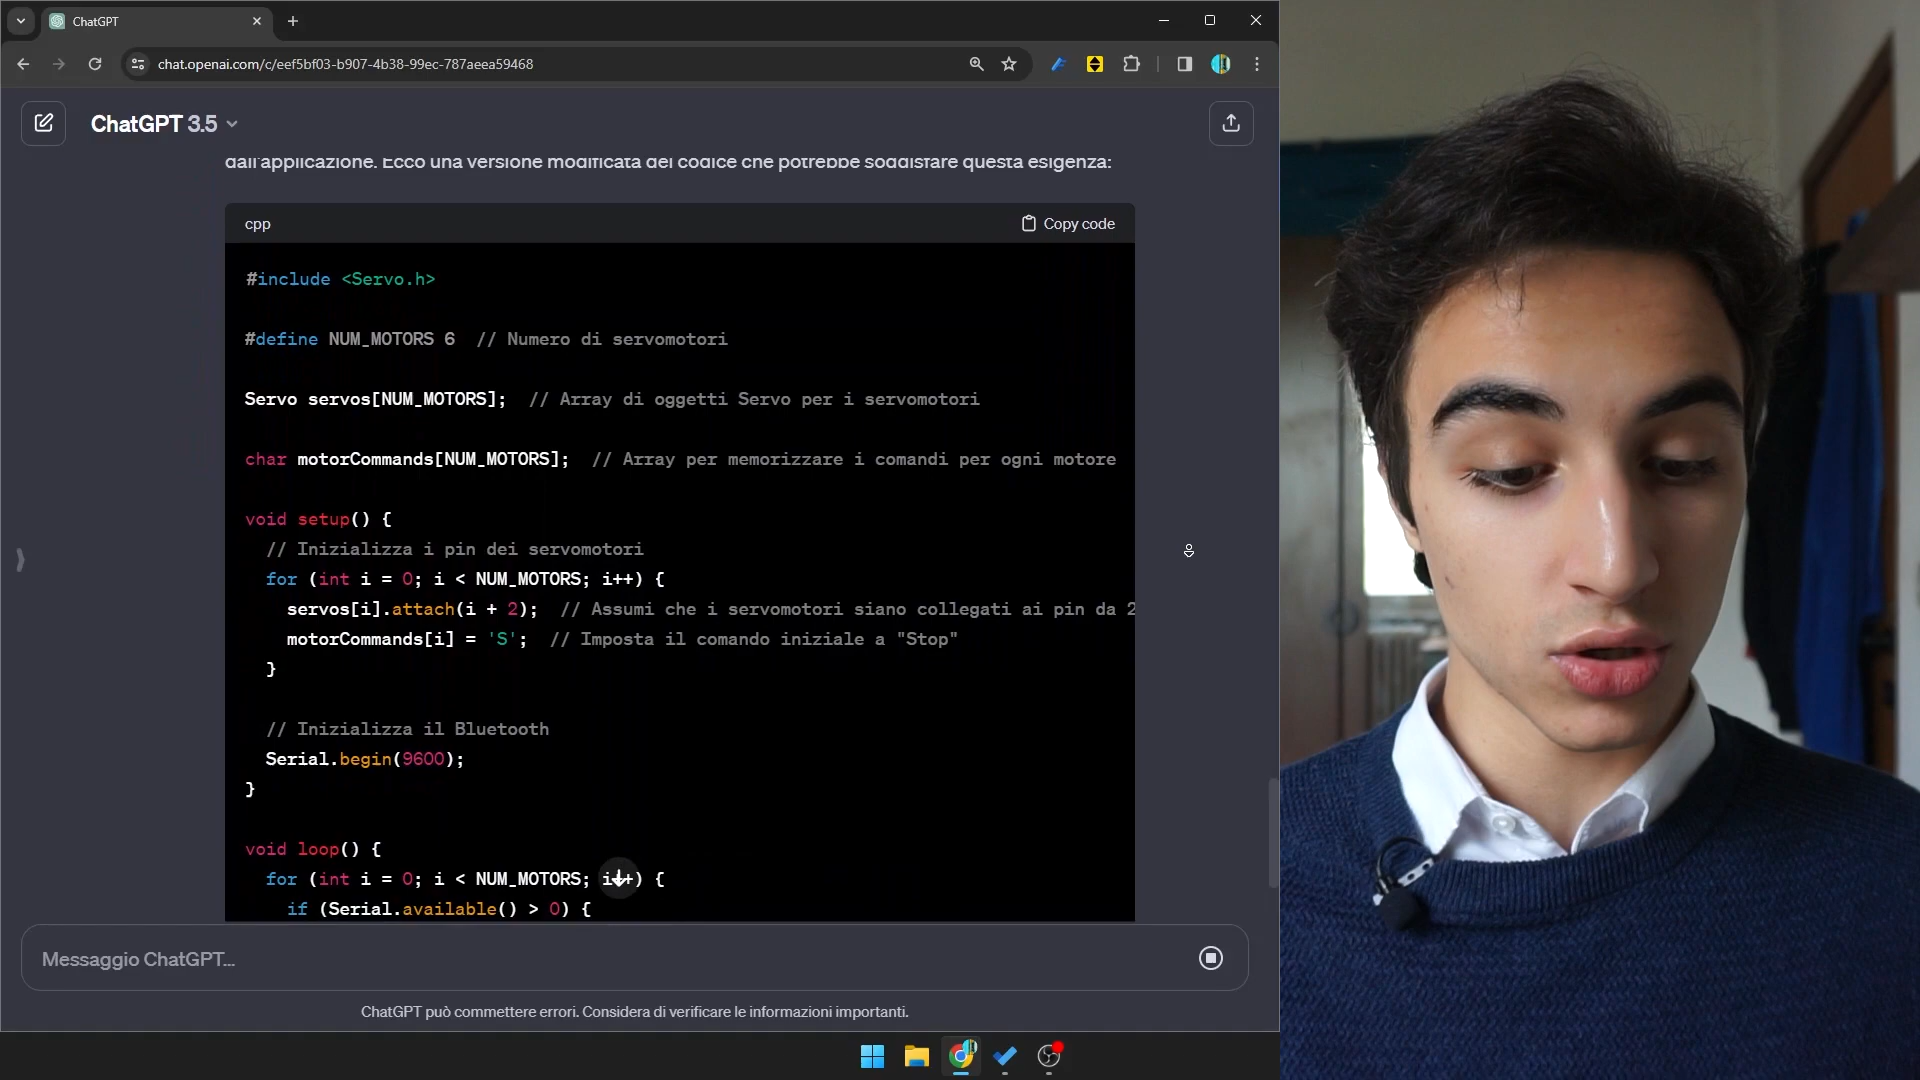 ChatGPT
chat.openai.com/c/eef5bf03-b907-4b38-99ec-787aeea59468
ChatGPT 3.5
dall'applicazione. Ecco una versione modificata del codice che potrebbe soddisfare questa esigenza:
cpp
Copy code
#include <Servo.h>
#define NUM_MOTORS 6  // Numero di servomotori
Servo servos[NUM_MOTORS];  // Array di oggetti Servo per i servomotori
char motorCommands[NUM_MOTORS];  // Array per memorizzare i comandi per ogni motore
void setup() {
// Inizializza i pin dei servomotori
for (int i = 0; i < NUM_MOTORS; i++) {
servos[i].attach(i + 2);  // Assumi che i servomotori siano collegati ai pin da 2
motorCommands[i] = 'S';  // Imposta il comando iniziale a "Stop"
}
// Inizializza il Bluetooth
Serial.begin(9600);
}
void loop() {
for (int i = 0; i < NUM_MOTORS; i++) {
if (Serial.available() > 0) {
Messaggio ChatGPT...
ChatGPT può commettere errori. Considera di verificare le informazioni importanti.